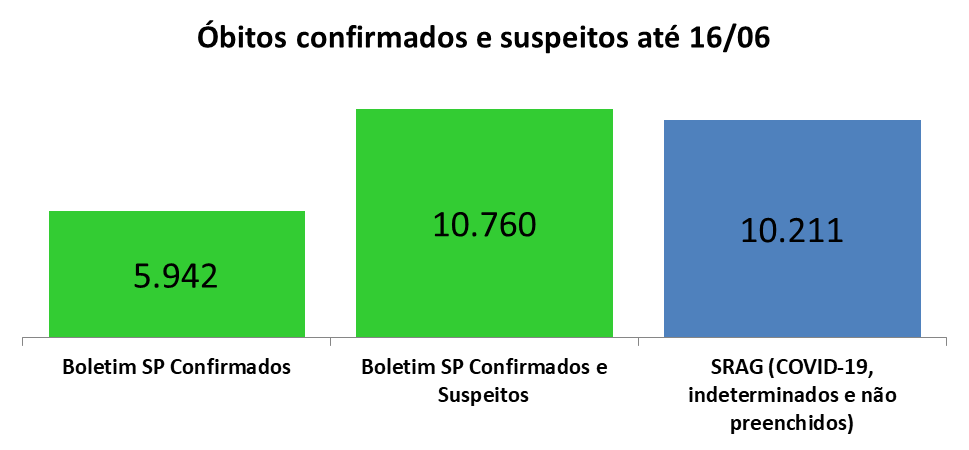 Óbitos confirmados e suspeitos até 16/06
5.942
10.760
10.211
Boletim SP Confirmados
Boletim SP Confirmados e
Suspeitos
SRAG (COVID-19,
indeterminados e não
preenchidos)